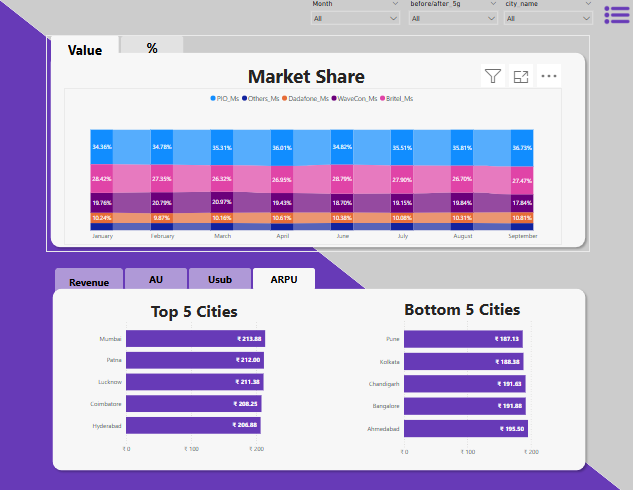 Month before/after_5g city_name
All All All
Value %
Market Share
PIO_Ms Others_Ms Dadafone_Ms WaveCon_Ms Britel_Ms
34.36% 34.78% 35.31% 36.01% 34.82% 35.51% 35.81% 36.73%
28.42% 27.35% 26.32% 26.95% 28.79% 27.90% 26.70% 27.47%
19.76% 20.79% 20.97% 19.43% 18.70% 19.15% 19.84% 17.84%
10.24% 9.87% 10.16% 10.61% 10.38% 10.08% 10.31% 10.81%
January February March April June July August September
Revenue AU Usub ARPU
Top 5 Cities
Mumbai ₹ 213.88
Patna ₹ 212.00
Lucknow ₹ 211.38
Coimbatore ₹ 208.25
Hyderabad ₹ 206.88
₹ 0 ₹ 100 ₹ 200
Bottom 5 Cities
Pune ₹ 187.13
Kolkata ₹ 188.38
Chandigarh ₹ 191.63
Bangalore ₹ 191.88
Ahmedabad ₹ 195.50
₹ 0 ₹ 100 ₹ 200